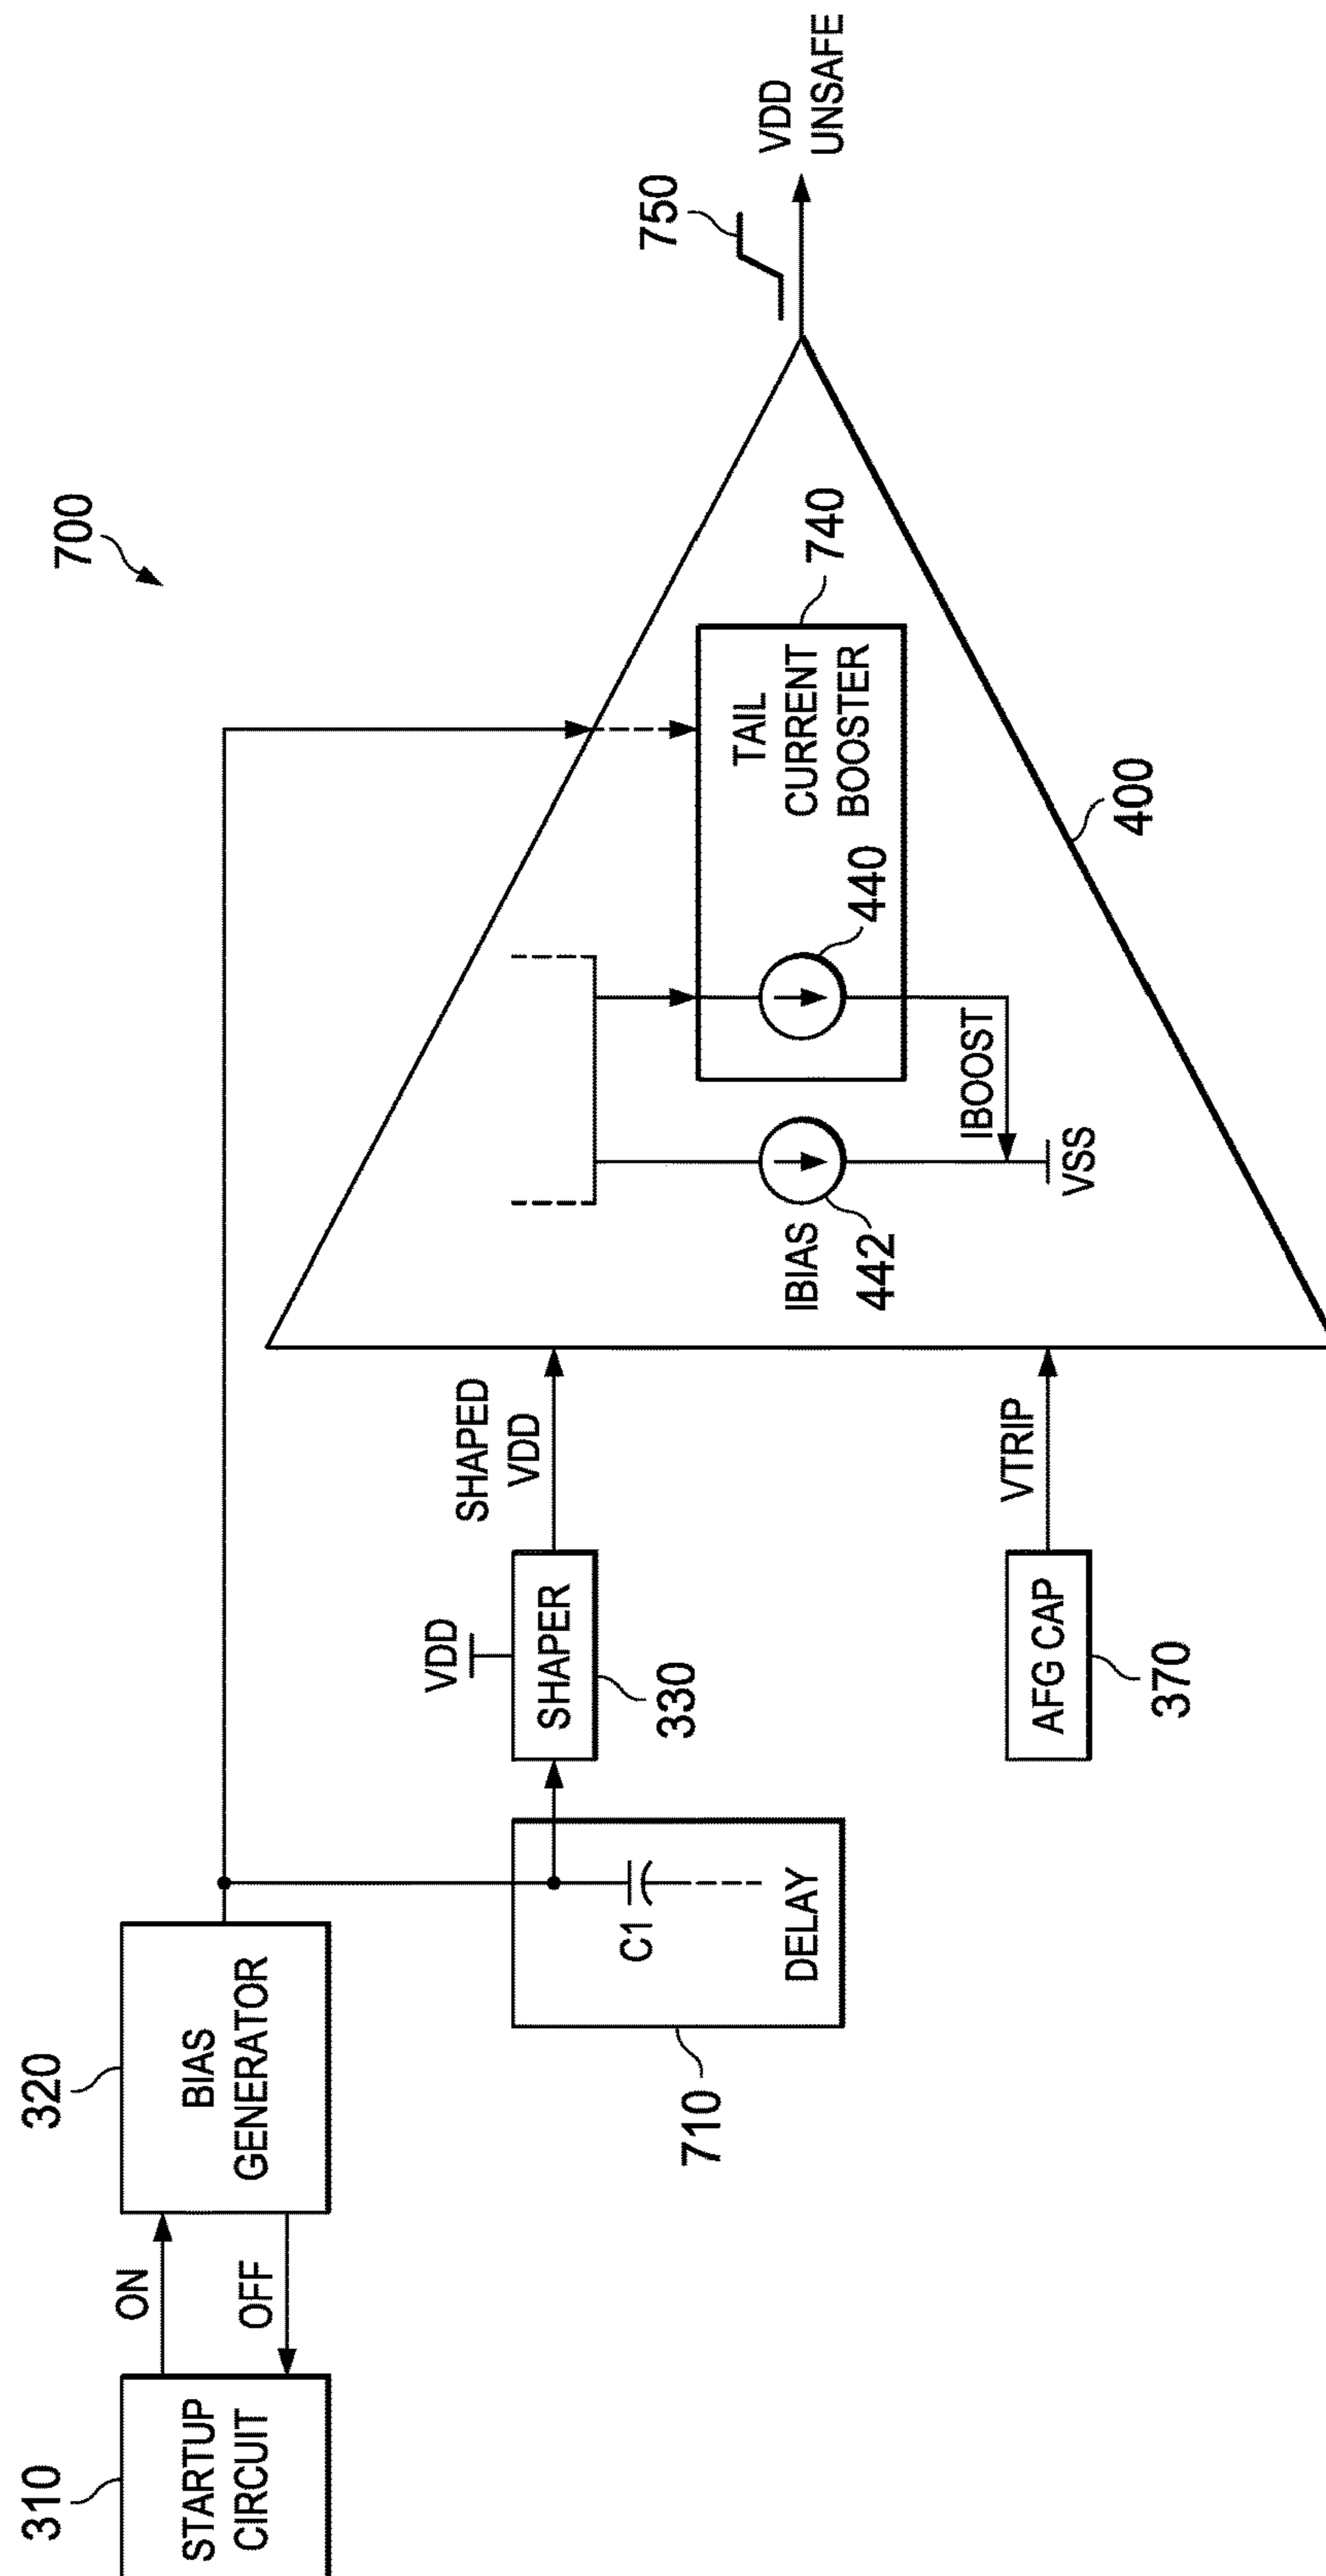 700
310
STARTUP
CIRCUIT
ON
OFF
320
BIAS
GENERATOR
710
C1
DELAY
VDD
SHAPER
330
SHAPED
VDD
AFG CAP
370
VTRIP
IBIAS
442
440
TAIL
CURRENT
BOOSTER
740
IBOOST
VSS
400
750
VDD
UNSAFE